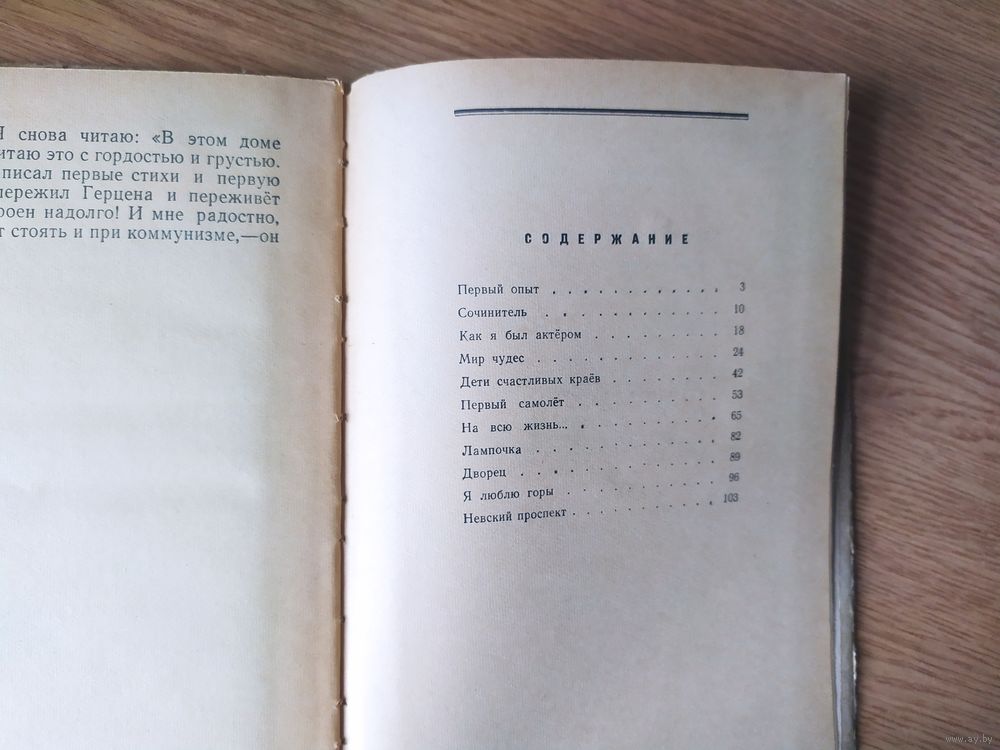 Я снова читаю: «В этом доме
итаю это с гордостью и грустью.
писал первые стихи и первую
пережил Герцена и переживёт
роен надолго! И мне радостно,
т стоять и при коммунизме,—он
СОДЕРЖАНИЕ
Первый опыт . . . . . . . . . . . . 3
Сочинитель . . . . . . . . . . . . 10
Как я был актёром . . . . . . . . 18
Мир чудес . . . . . . . . . . . . 24
Дети счастливых краёв . . . . . . . 42
Первый самолёт . . . . . . . . . 53
На всю жизнь... . . . . . . . . . 65
Лампочка . . . . . . . . . . . . 82
Дворец . . . . . . . . . . . . 89
Я люблю горы . . . . . . . . . . 96
Невский проспект . . . . . . . . . 103
www.ay.by